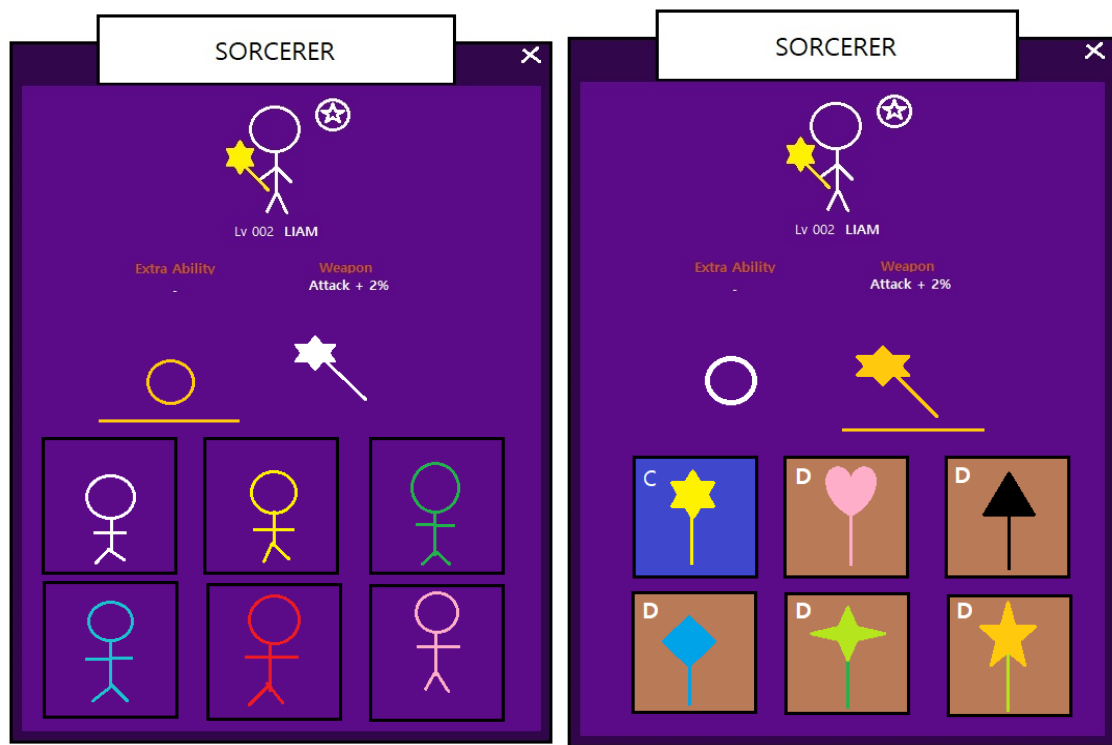 SORCERER
Lv 002 LIAM
Extra Ability
-
Weapon
Attack + 2%
SORCERER
Lv 002 LIAM
Extra Ability
-
Weapon
Attack + 2%
C
D
D
D
D
D